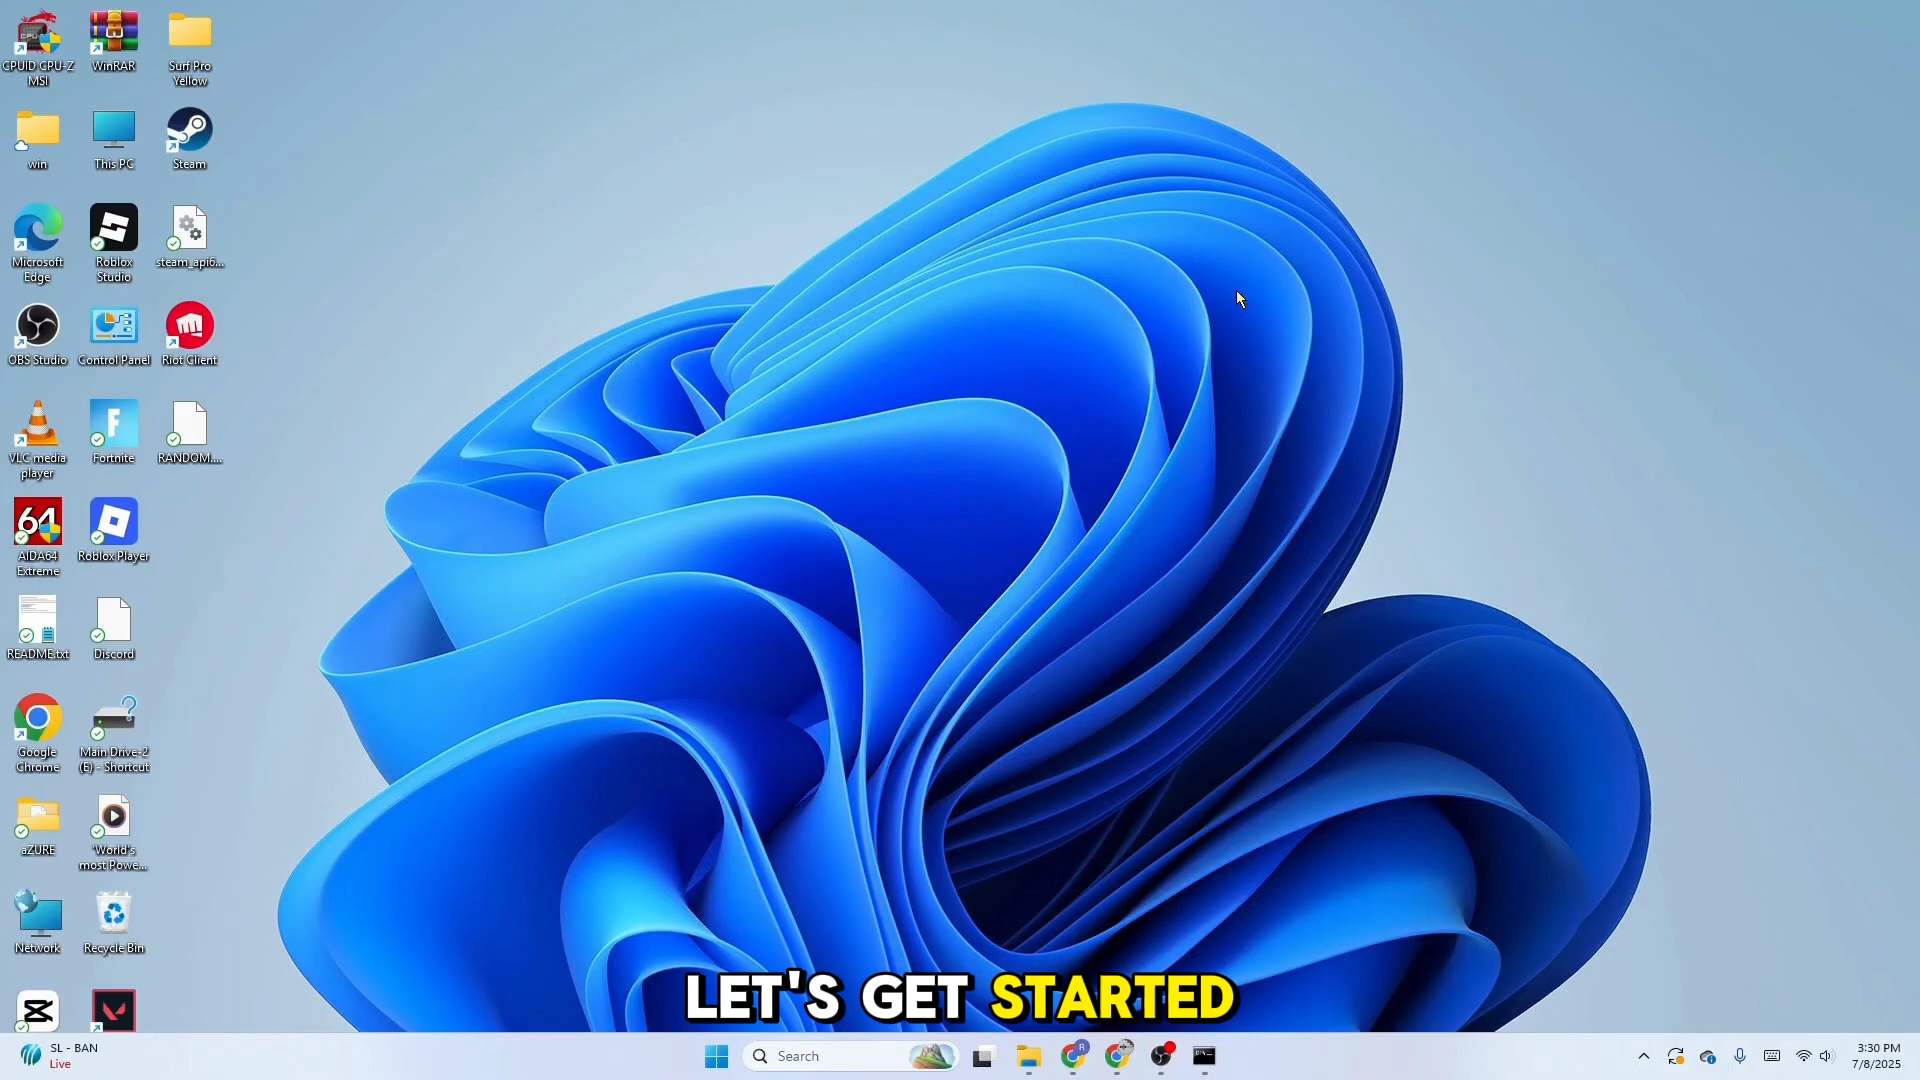 CPUID CPU-Z
MSI
WinRAR
Surf Pro
Yellow
win
This PC
Steam
Microsoft
Edge
Roblox
Studio
steam_api6...
OBS Studio
Control Panel
Riot Client
VLC media
player
Fortnite
RANDOM....
64
AIDA64
Extreme
Roblox Player
README.txt
Discord
Google
Chrome
Main Drive-2
(E) - Shortcut
aZURE
'World's
most Powe...
Network
Recycle Bin
LET'S GET STARTED
SL - BAN
Live
Search
3:30 PM
7/8/2025